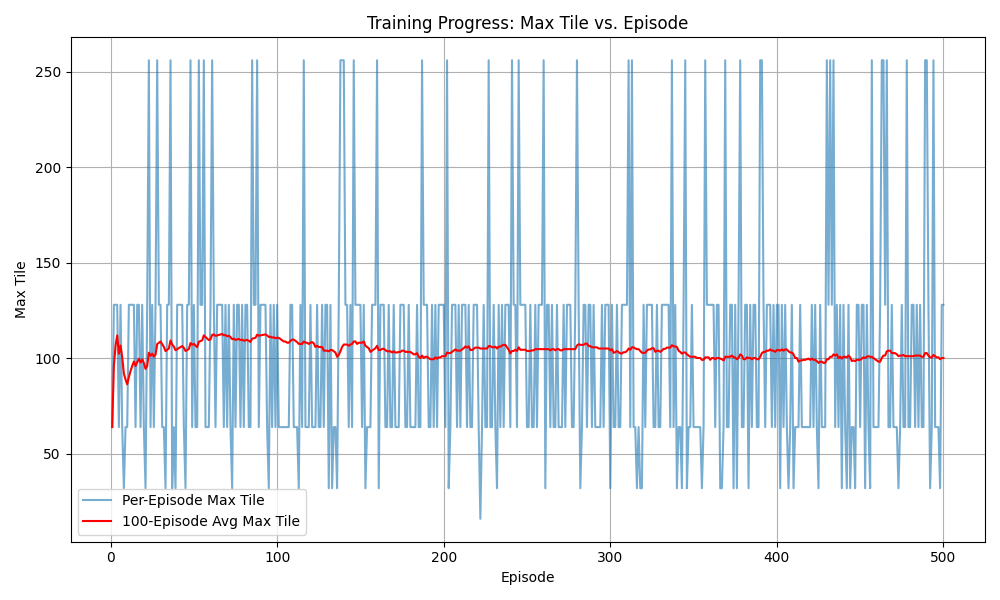 Training Progress: Max Tile vs. Episode
Max Tile
250
200
150
100
50
Per-Episode Max Tile
100-Episode Avg Max Tile
0 100 200 300 400 500
Episode